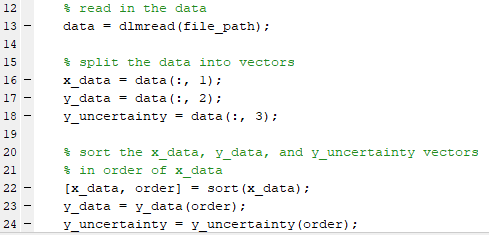 12 % read in the data
13 - data = dlmread(file_path);
14
15 % split the data into vectors
16 - x_data = data(:, 1);
17 - y_data = data(:, 2);
18 - y_uncertainty = data(:, 3);
19
20 % sort the x_data, y_data, and y_uncertainty vectors
21 % in order of x_data
22 - [x_data, order] = sort(x_data);
23 - y_data = y_data(order);
24 - y_uncertainty = y_uncertainty(order);